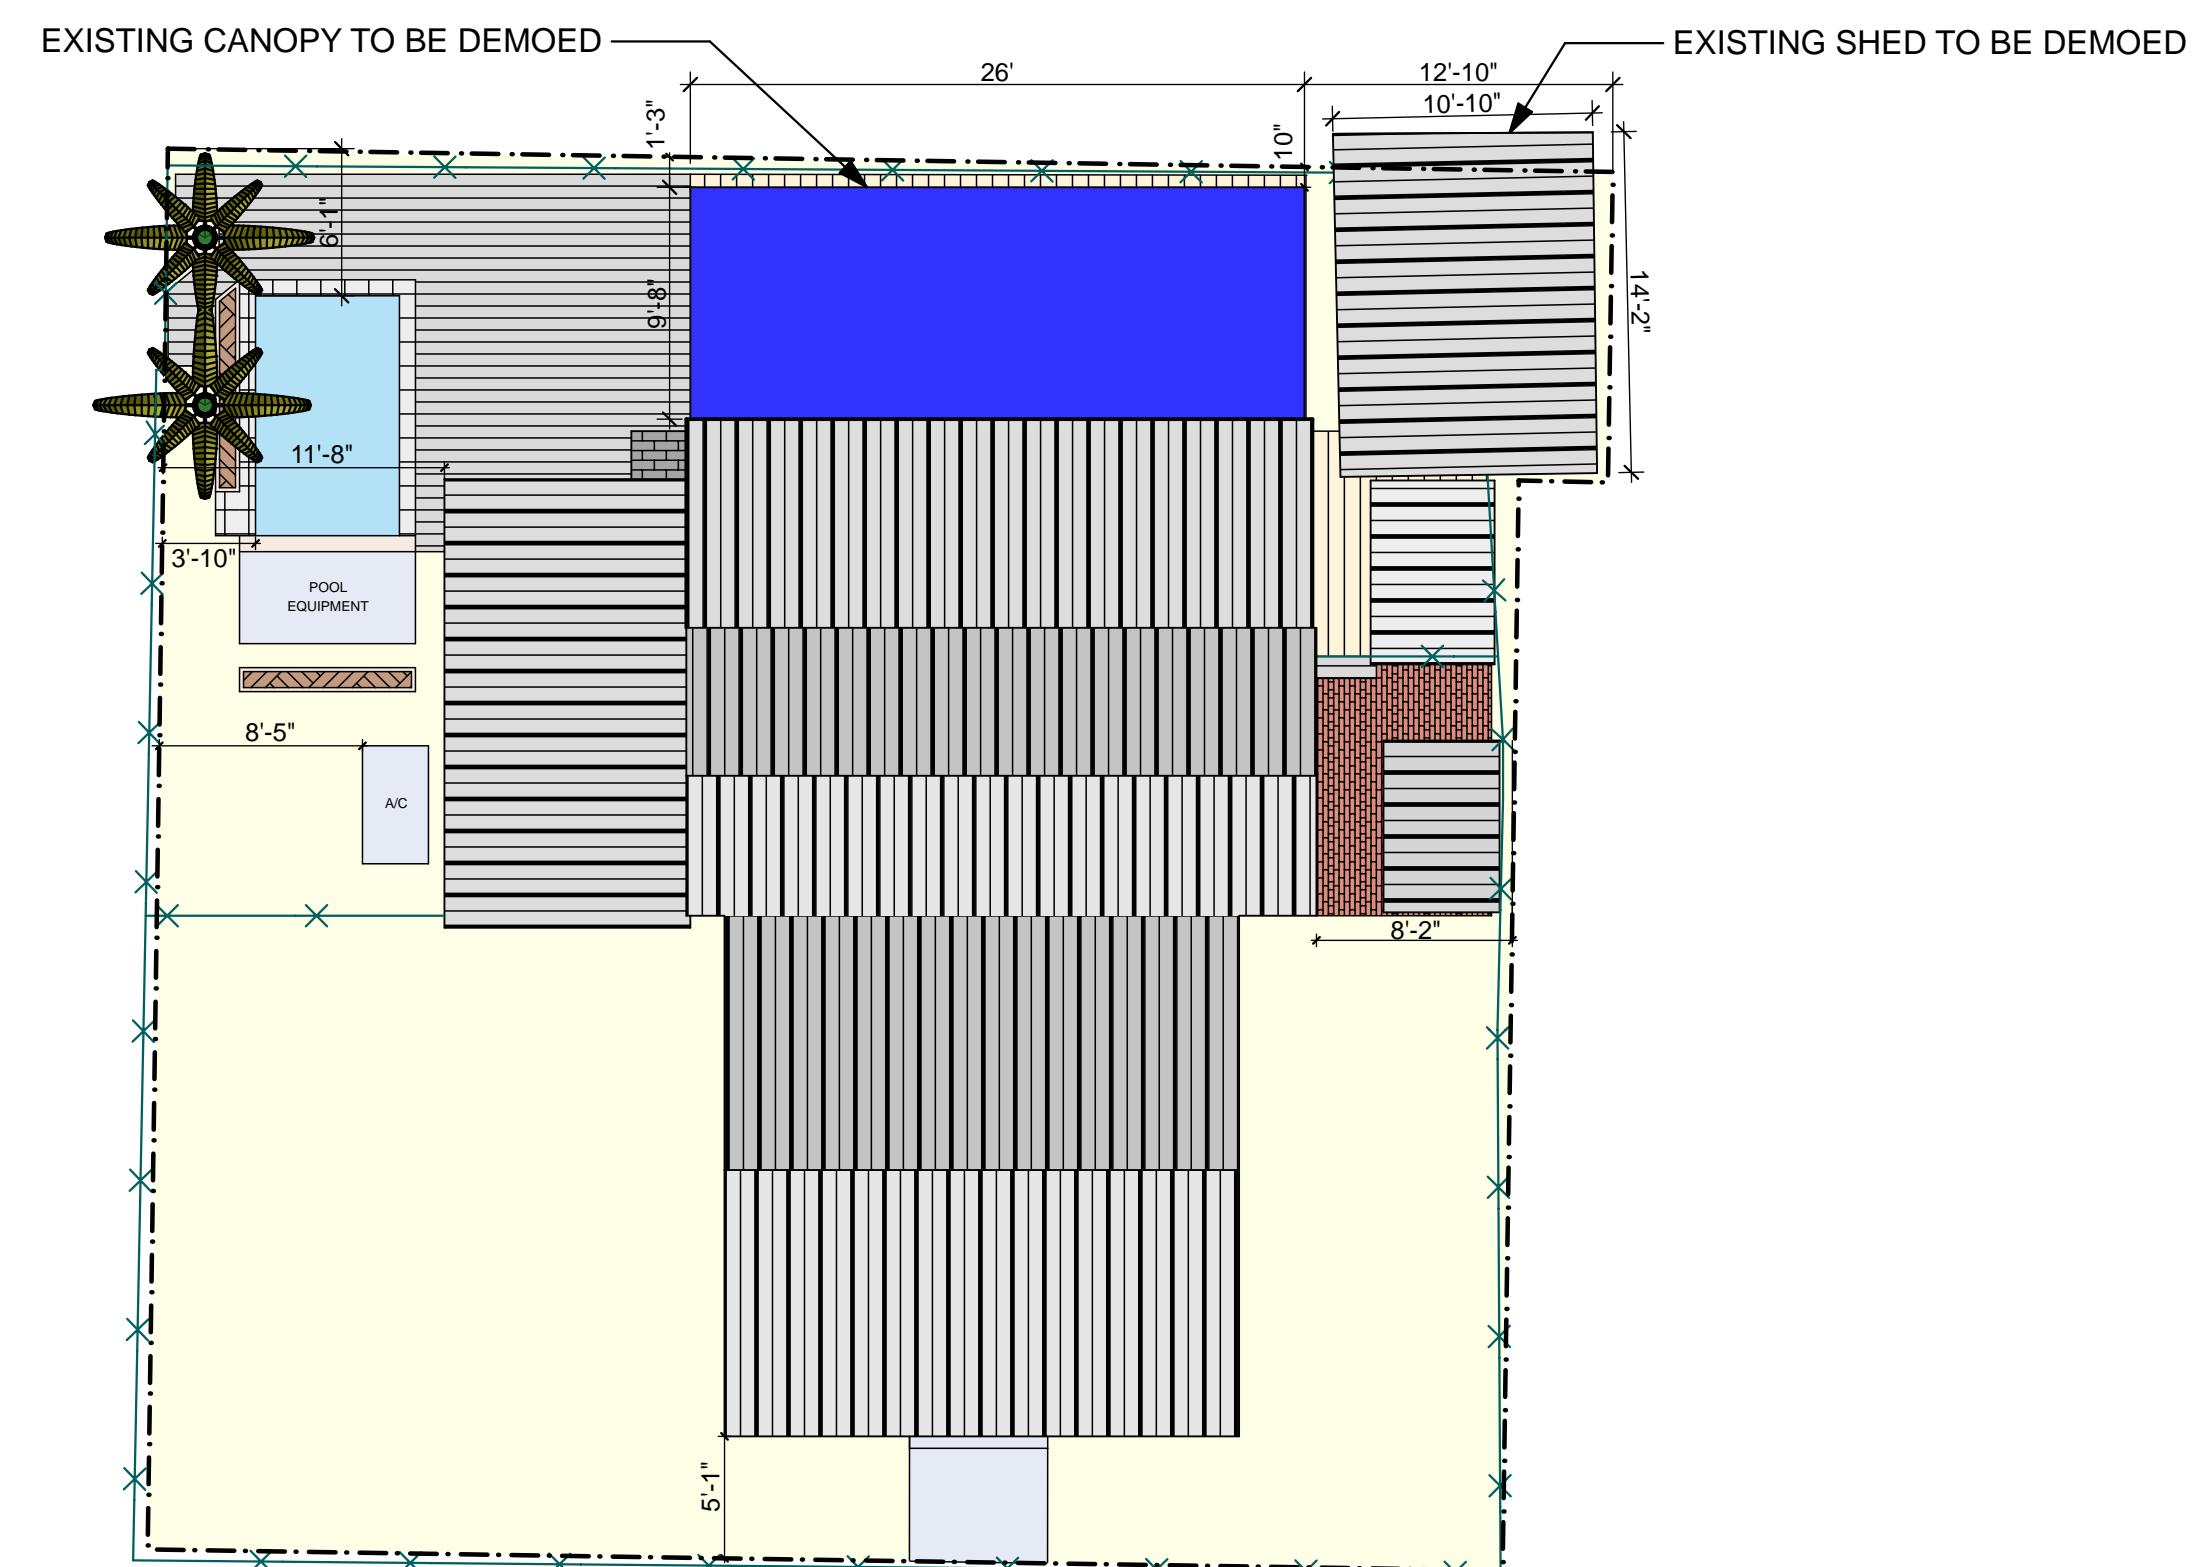 EXISTING CANOPY TO BE DEMOED
EXISTING SHED TO BE DEMOED
26'
12'-10"
10'-10"
1'-3"
10"
6'-1"
9'-8"
14'-2"
11'-8"
3'-10"
POOL
EQUIPMENT
8'-5"
A/C
8'-2"
5'-1"